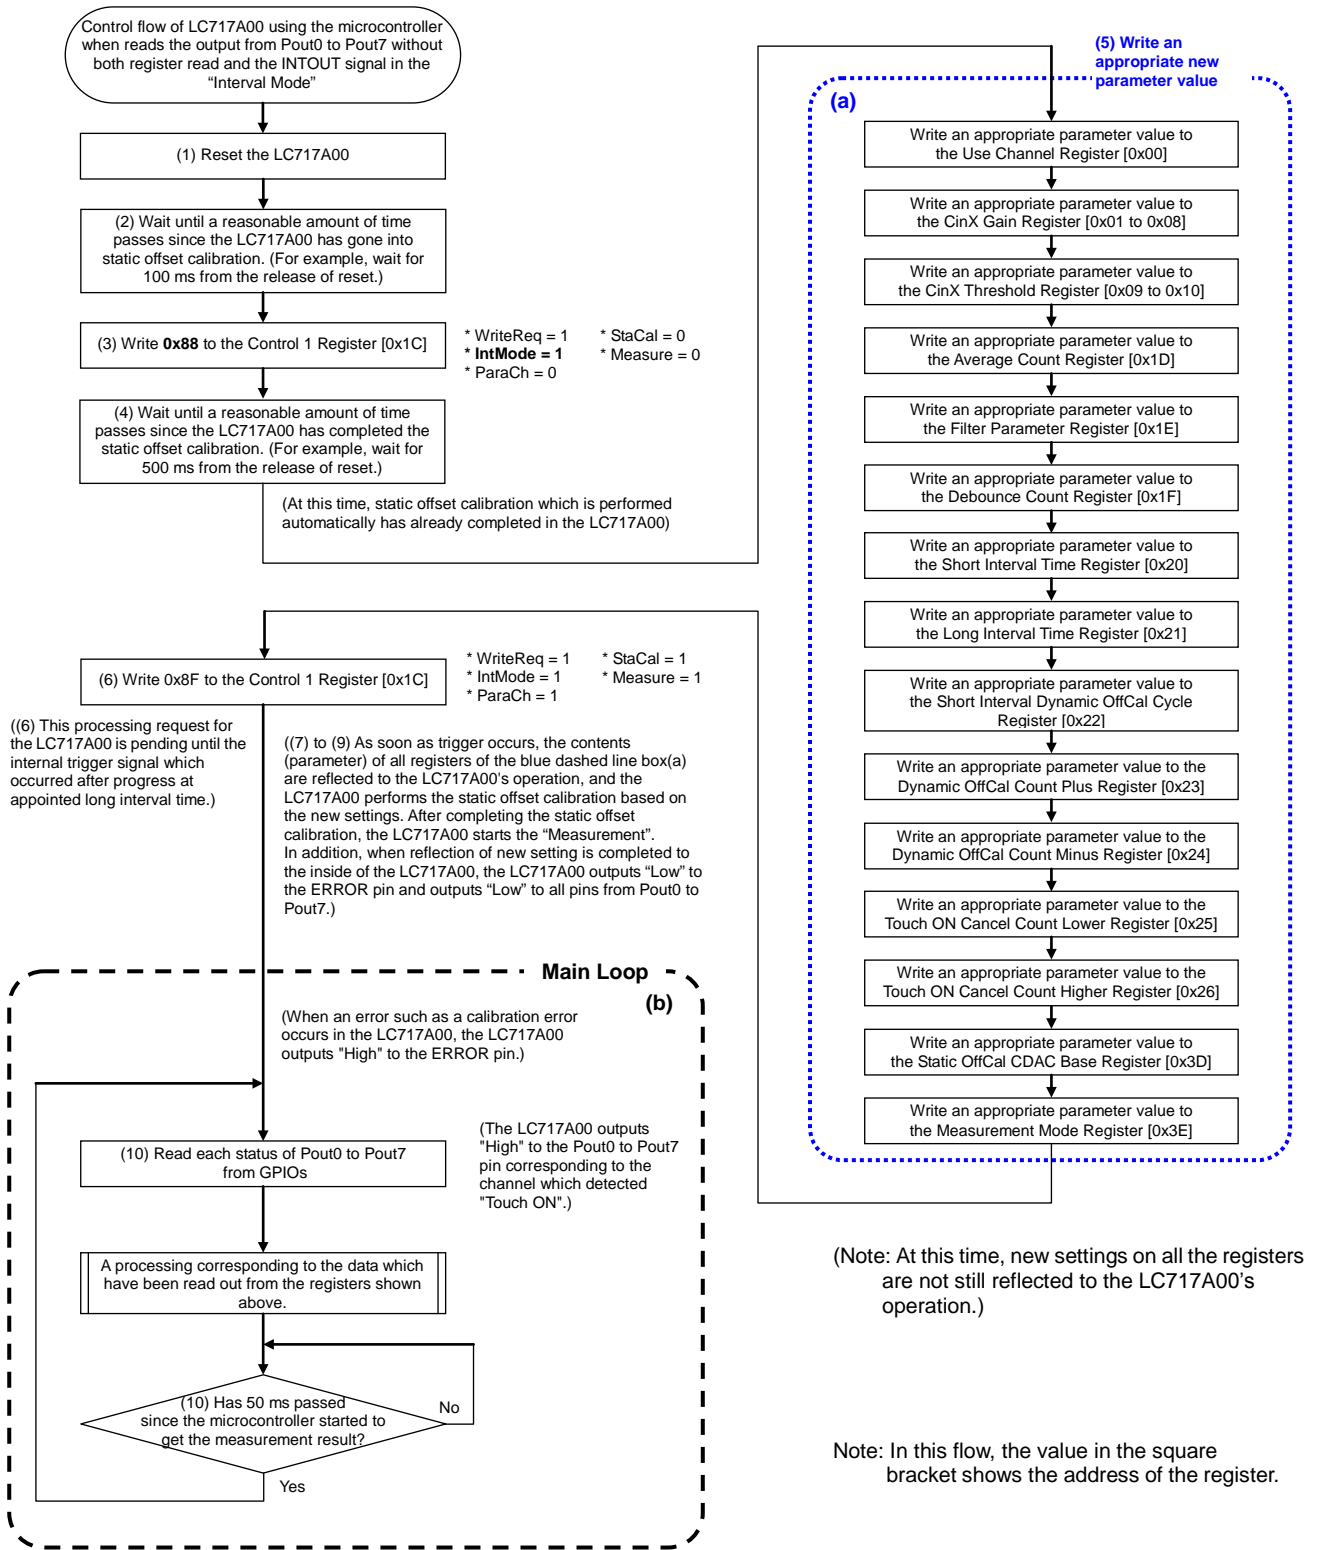 Control flow of LC717A00 using the microcontroller
when reads the output from Pout0 to Pout7 without
both register read and the INTOUT signal in the
“Interval Mode”
(1) Reset the LC717A00
(2) Wait until a reasonable amount of time
passes since the LC717A00 has gone into
static offset calibration. (For example, wait for
100 ms from the release of reset.)
(3) Write 0x88 to the Control 1 Register [0x1C]
* WriteReq = 1
* StaCal = 0
* IntMode = 1
* Measure = 0
* ParaCh = 0
(4) Wait until a reasonable amount of time
passes since the LC717A00 has completed the
static offset calibration. (For example, wait for
500 ms from the release of reset.)
(At this time, static offset calibration which is performed
automatically has already completed in the LC717A00)
(5) Write an
appropriate new
parameter value
(a)
Write an appropriate parameter value to
the Use Channel Register [0x00]
Write an appropriate parameter value to
the CinX Gain Register [0x01 to 0x08]
Write an appropriate parameter value to
the CinX Threshold Register [0x09 to 0x10]
Write an appropriate parameter value to
the Average Count Register [0x1D]
Write an appropriate parameter value to
the Filter Parameter Register [0x1E]
Write an appropriate parameter value to
the Debounce Count Register [0x1F]
Write an appropriate parameter value to
the Short Interval Time Register [0x20]
Write an appropriate parameter value to
the Long Interval Time Register [0x21]
Write an appropriate parameter value to
the Short Interval Dynamic OffCal Cycle
Register [0x22]
Write an appropriate parameter value to the
Dynamic OffCal Count Plus Register [0x23]
Write an appropriate parameter value to the
Dynamic OffCal Count Minus Register [0x24]
Write an appropriate parameter value to the
Touch ON Cancel Count Lower Register [0x25]
Write an appropriate parameter value to the
Touch ON Cancel Count Higher Register [0x26]
Write an appropriate parameter value to
the Static OffCal CDAC Base Register [0x3D]
Write an appropriate parameter value to
the Measurement Mode Register [0x3E]
(Note: At this time, new settings on all the registers
are not still reflected to the LC717A00’s
operation.)
(6) Write 0x8F to the Control 1 Register [0x1C]
* WriteReq = 1
* StaCal = 1
* IntMode = 1
* Measure = 1
* ParaCh = 1
((6) This processing request for
the LC717A00 is pending until the
internal trigger signal which
occurred after progress at
appointed long interval time.)
((7) to (9) As soon as trigger occurs, the contents
(parameter) of all registers of the blue dashed line box(a)
are reflected to the LC717A00's operation, and the
LC717A00 performs the static offset calibration based on
the new settings. After completing the static offset
calibration, the LC717A00 starts the “Measurement”.
In addition, when reflection of new setting is completed to
the inside of the LC717A00, the LC717A00 outputs “Low” to
the ERROR pin and outputs “Low” to all pins from Pout0 to
Pout7.)
Main Loop
(b)
(When an error such as a calibration error
occurs in the LC717A00, the LC717A00
outputs "High" to the ERROR pin.)
(10) Read each status of Pout0 to Pout7
from GPIOs
(The LC717A00 outputs
"High" to the Pout0 to Pout7
pin corresponding to the
channel which detected
"Touch ON".)
A processing corresponding to the data which
have been read out from the registers shown
above.
(10) Has 50 ms passed
since the microcontroller started to
get the measurement result?
No
Yes
Note: In this flow, the value in the square
bracket shows the address of the register.